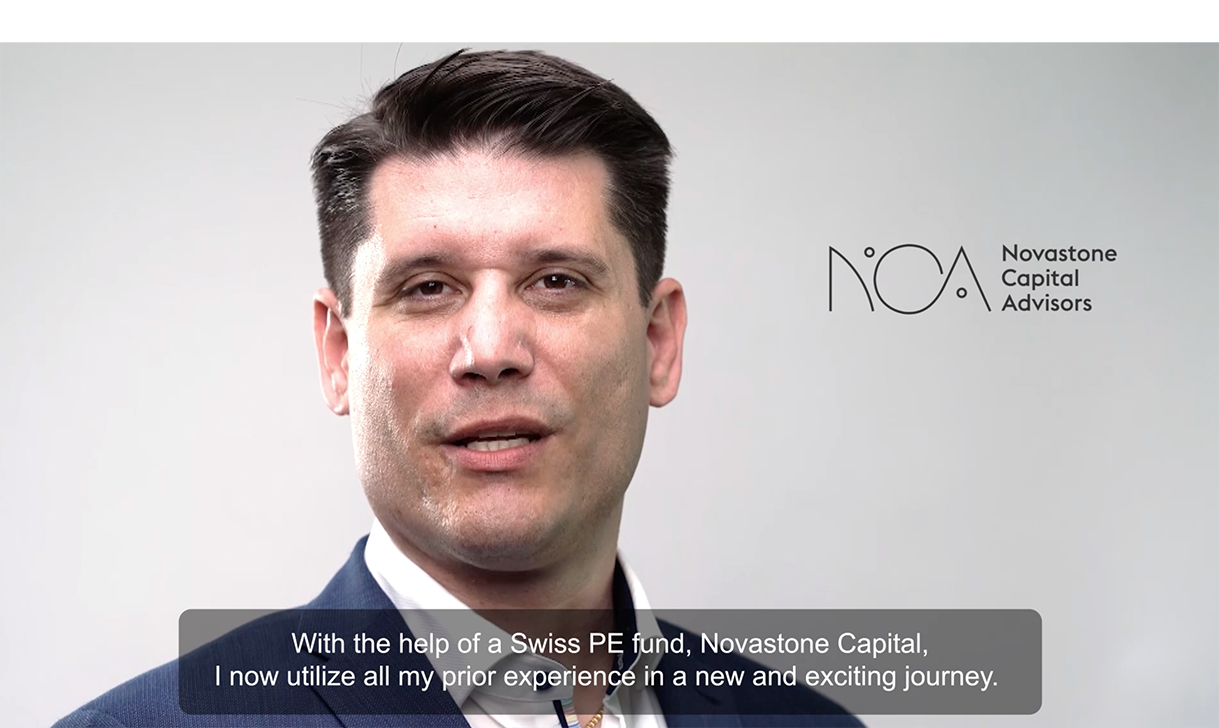 NCA
Novastone
Capital
Advisors
With the help of a Swiss PE fund, Novastone Capital,
I now utilize all my prior experience in a new and exciting journey.